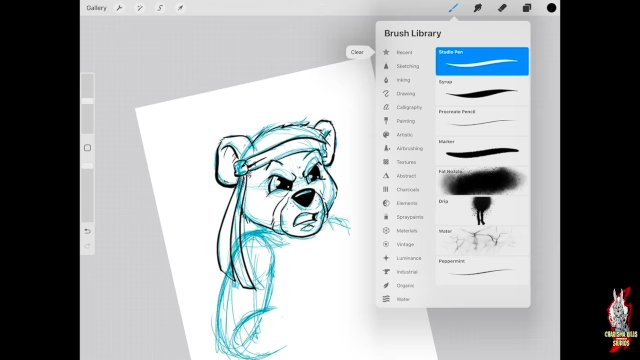 Gallery
Brush Library
Clear
Recent
Sketching
Inking
Drawing
Calligraphy
Painting
Artistic
Airbrushing
Textures
Abstract
Charcoals
Elements
Spraypaints
Materials
Vintage
Luminance
Industrial
Organic
Water
Studio Pen
Syrup
Procreate Pencil
Marker
Fat Nozzle
Drip
Water
Peppermint
STUDIOS